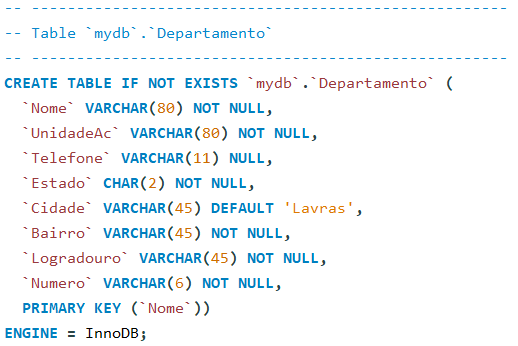 -- -----------------------------------------------------
-- Table `mydb`.`Departamento`
-- -----------------------------------------------------
CREATE TABLE IF NOT EXISTS `mydb`.`Departamento` (
  `Nome` VARCHAR(80) NOT NULL,
  `UnidadeAc` VARCHAR(80) NOT NULL,
  `Telefone` VARCHAR(11) NULL,
  `Estado` CHAR(2) NOT NULL,
  `Cidade` VARCHAR(45) DEFAULT 'Lavras',
  `Bairro` VARCHAR(45) NOT NULL,
  `Logradouro` VARCHAR(45) NOT NULL,
  `Numero` VARCHAR(6) NOT NULL,
  PRIMARY KEY (`Nome`))
ENGINE = InnoDB;